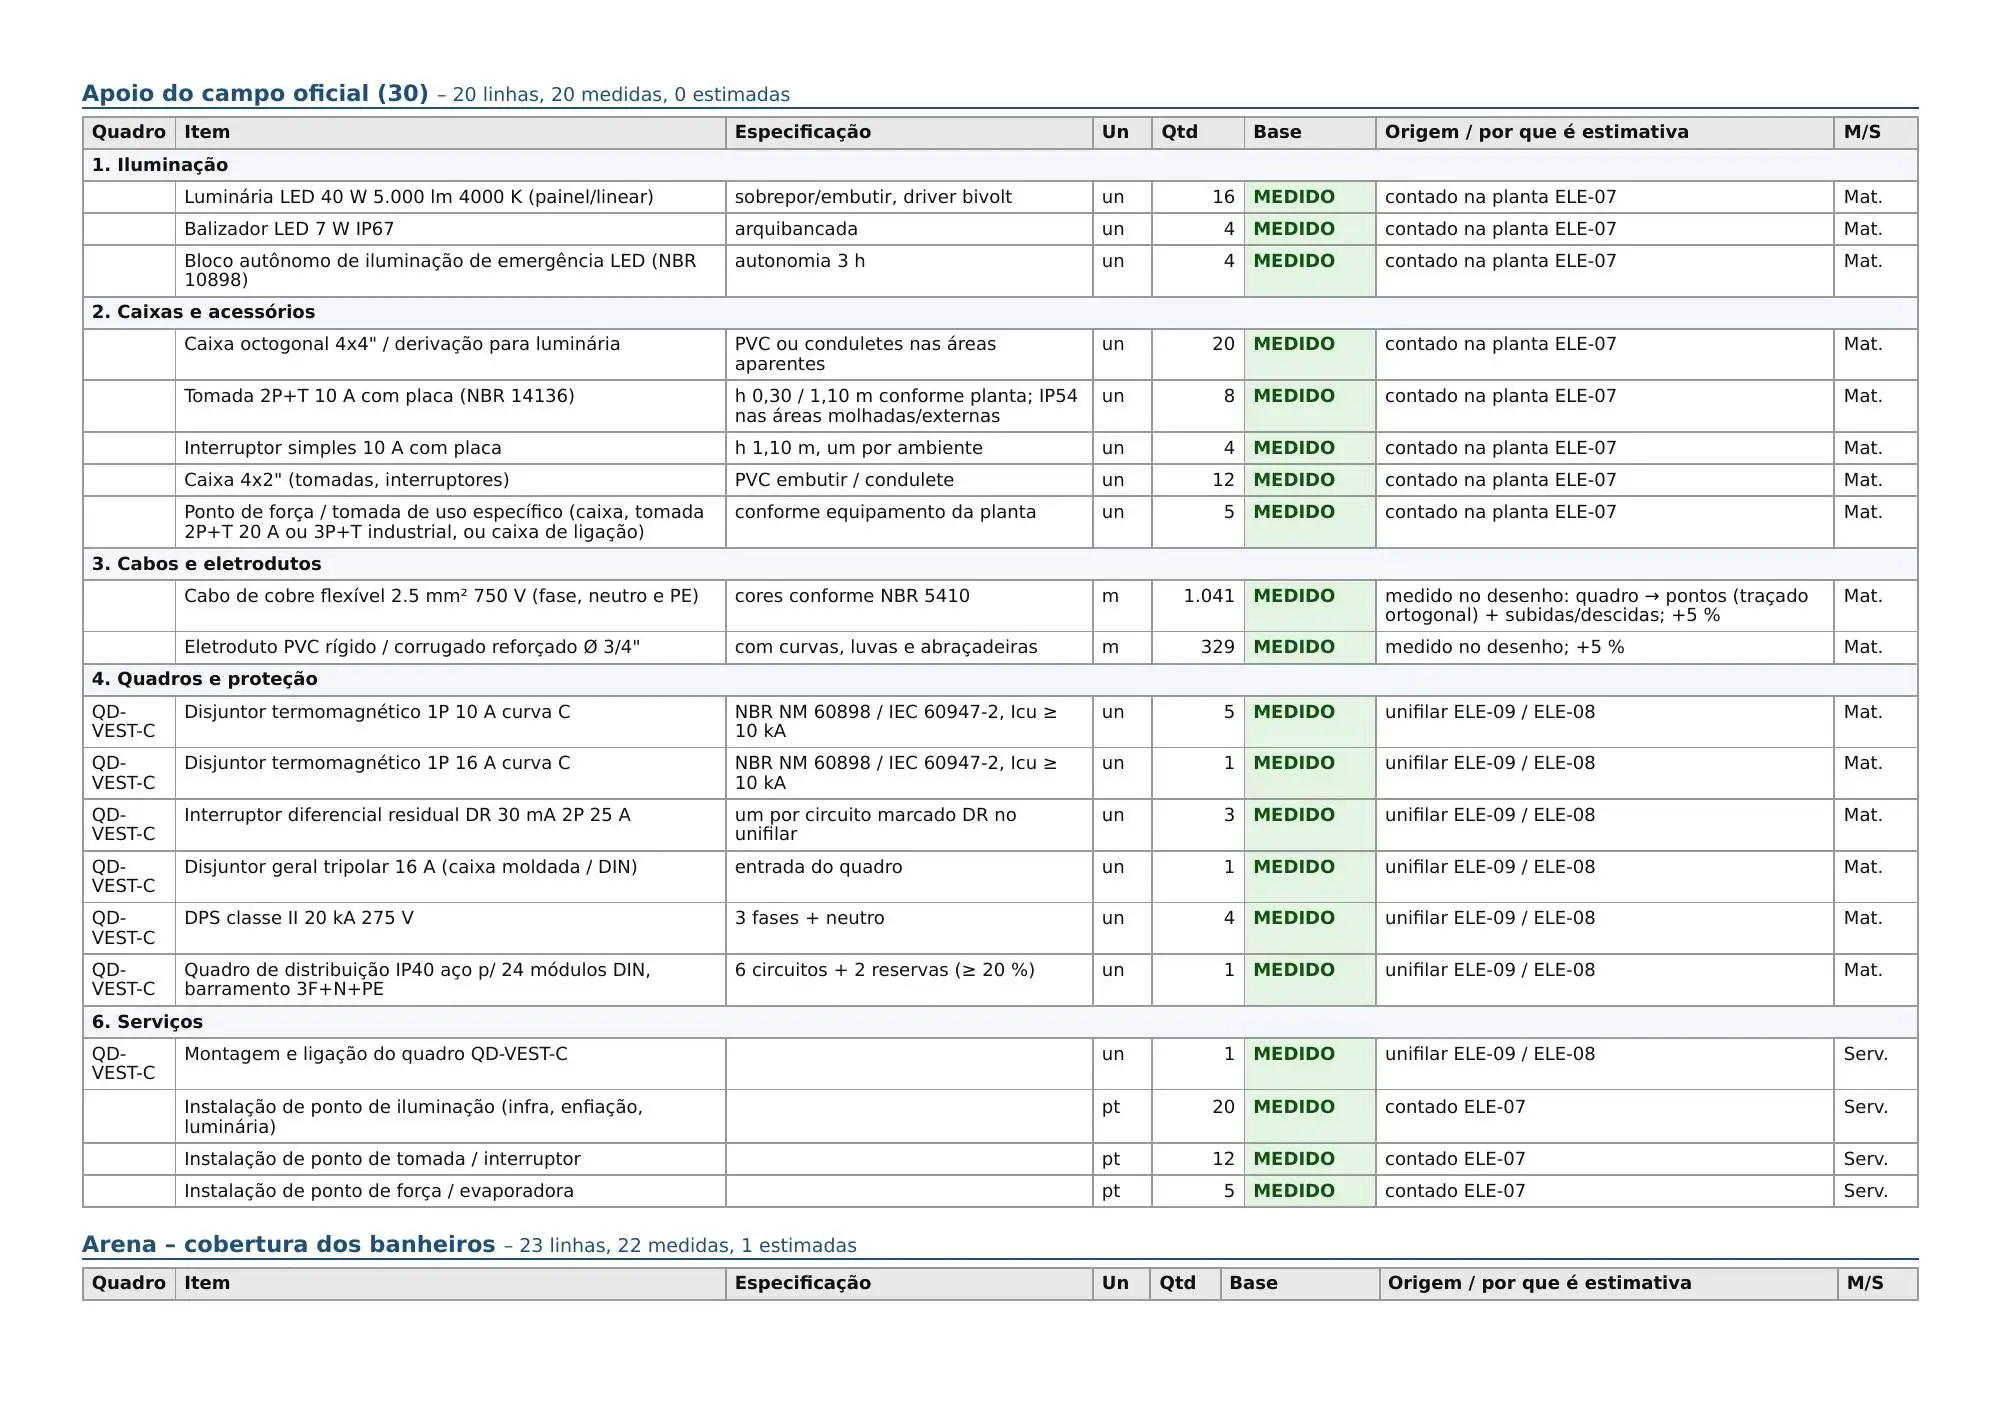 Apoio do campo oficial (30) – 20 linhas, 20 medidas, 0 estimadas
Quadro Item Especificação Un Qtd Base Origem / por que é estimativa M/S
1. Iluminação
Luminária LED 40 W 5.000 lm 4000 K (painel/linear) sobrepor/embutir, driver bivolt un 16 MEDIDO contado na planta ELE-07 Mat.
Balizador LED 7 W IP67 arquibancada un 4 MEDIDO contado na planta ELE-07 Mat.
Bloco autônomo de iluminação de emergência LED (NBR autonomia 3 h un 4 MEDIDO contado na planta ELE-07 Mat.
10898)
2. Caixas e acessórios
Caixa octogonal 4x4" / derivação para luminária PVC ou conduletes nas áreas un 20 MEDIDO contado na planta ELE-07 Mat.
aparentes
Tomada 2P+T 10 A com placa (NBR 14136) h 0,30 / 1,10 m conforme planta; IP54 un 8 MEDIDO contado na planta ELE-07 Mat.
nas áreas molhadas/externas
Interruptor simples 10 A com placa h 1,10 m, um por ambiente un 4 MEDIDO contado na planta ELE-07 Mat.
Caixa 4x2" (tomadas, interruptores) PVC embutir / condulete un 12 MEDIDO contado na planta ELE-07 Mat.
Ponto de força / tomada de uso específico (caixa, tomada conforme equipamento da planta un 5 MEDIDO contado na planta ELE-07 Mat.
2P+T 20 A ou 3P+T industrial, ou caixa de ligação)
3. Cabos e eletrodutos
Cabo de cobre flexível 2.5 mm² 750 V (fase, neutro e PE) cores conforme NBR 5410 m 1.041 MEDIDO medido no desenho: quadro → pontos (traçado Mat.
ortogonal) + subidas/descidas; +5 %
Eletroduto PVC rígido / corrugado reforçado Ø 3/4" com curvas, luvas e abraçadeiras m 329 MEDIDO medido no desenho; +5 % Mat.
4. Quadros e proteção
QD- Disjuntor termomagnético 1P 10 A curva C NBR NM 60898 / IEC 60947-2, Icu ≥ un 5 MEDIDO unifilar ELE-09 / ELE-08 Mat.
VEST-C 10 kA
QD- Disjuntor termomagnético 1P 16 A curva C NBR NM 60898 / IEC 60947-2, Icu ≥ un 1 MEDIDO unifilar ELE-09 / ELE-08 Mat.
VEST-C 10 kA
QD- Interruptor diferencial residual DR 30 mA 2P 25 A um por circuito marcado DR no un 3 MEDIDO unifilar ELE-09 / ELE-08 Mat.
VEST-C unifilar
QD- Disjuntor geral tripolar 16 A (caixa moldada / DIN) entrada do quadro un 1 MEDIDO unifilar ELE-09 / ELE-08 Mat.
VEST-C
QD- DPS classe II 20 kA 275 V 3 fases + neutro un 4 MEDIDO unifilar ELE-09 / ELE-08 Mat.
VEST-C
QD- Quadro de distribuição IP40 aço p/ 24 módulos DIN, 6 circuitos + 2 reservas (≥ 20 %) un 1 MEDIDO unifilar ELE-09 / ELE-08 Mat.
VEST-C barramento 3F+N+PE
6. Serviços
QD- Montagem e ligação do quadro QD-VEST-C un 1 MEDIDO unifilar ELE-09 / ELE-08 Serv.
VEST-C
Instalação de ponto de iluminação (infra, enfiação, pt 20 MEDIDO contado ELE-07 Serv.
luminária)
Instalação de ponto de tomada / interruptor pt 12 MEDIDO contado ELE-07 Serv.
Instalação de ponto de força / evaporadora pt 5 MEDIDO contado ELE-07 Serv.
Arena – cobertura dos banheiros – 23 linhas, 22 medidas, 1 estimadas
Quadro Item Especificação Un Qtd Base Origem / por que é estimativa M/S